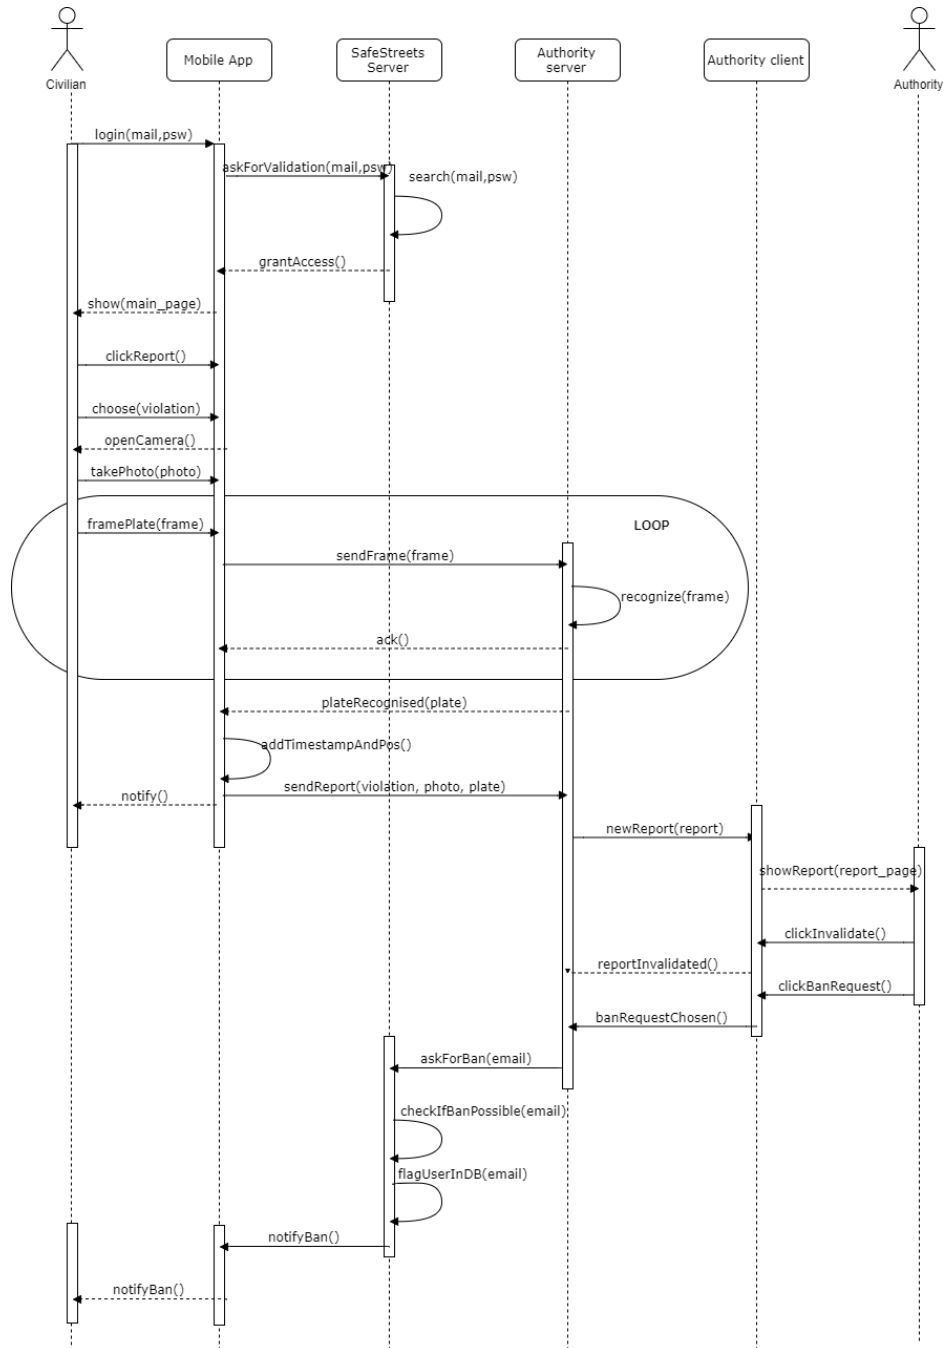 Civilian
Mobile App
SafeStreets
Server
Authority
server
Authority client
Authority
login(mail,psw)
askForValidation(mail,psw)
search(mail,psw)
grantAccess()
show(main_page)
clickReport()
choose(violation)
openCamera()
takePhoto(photo)
framePlate(frame)
LOOP
sendFrame(frame)
recognize(frame)
ack()
plateRecognised(plate)
addTimestampAndPos()
sendReport(violation, photo, plate)
notify()
newReport(report)
showReport(report_page)
clickInvalidate()
reportInvalidated()
clickBanRequest()
banRequestChosen()
askForBan(email)
checkIfBanPossible(email)
flagUserInDB(email)
notifyBan()
notifyBan()